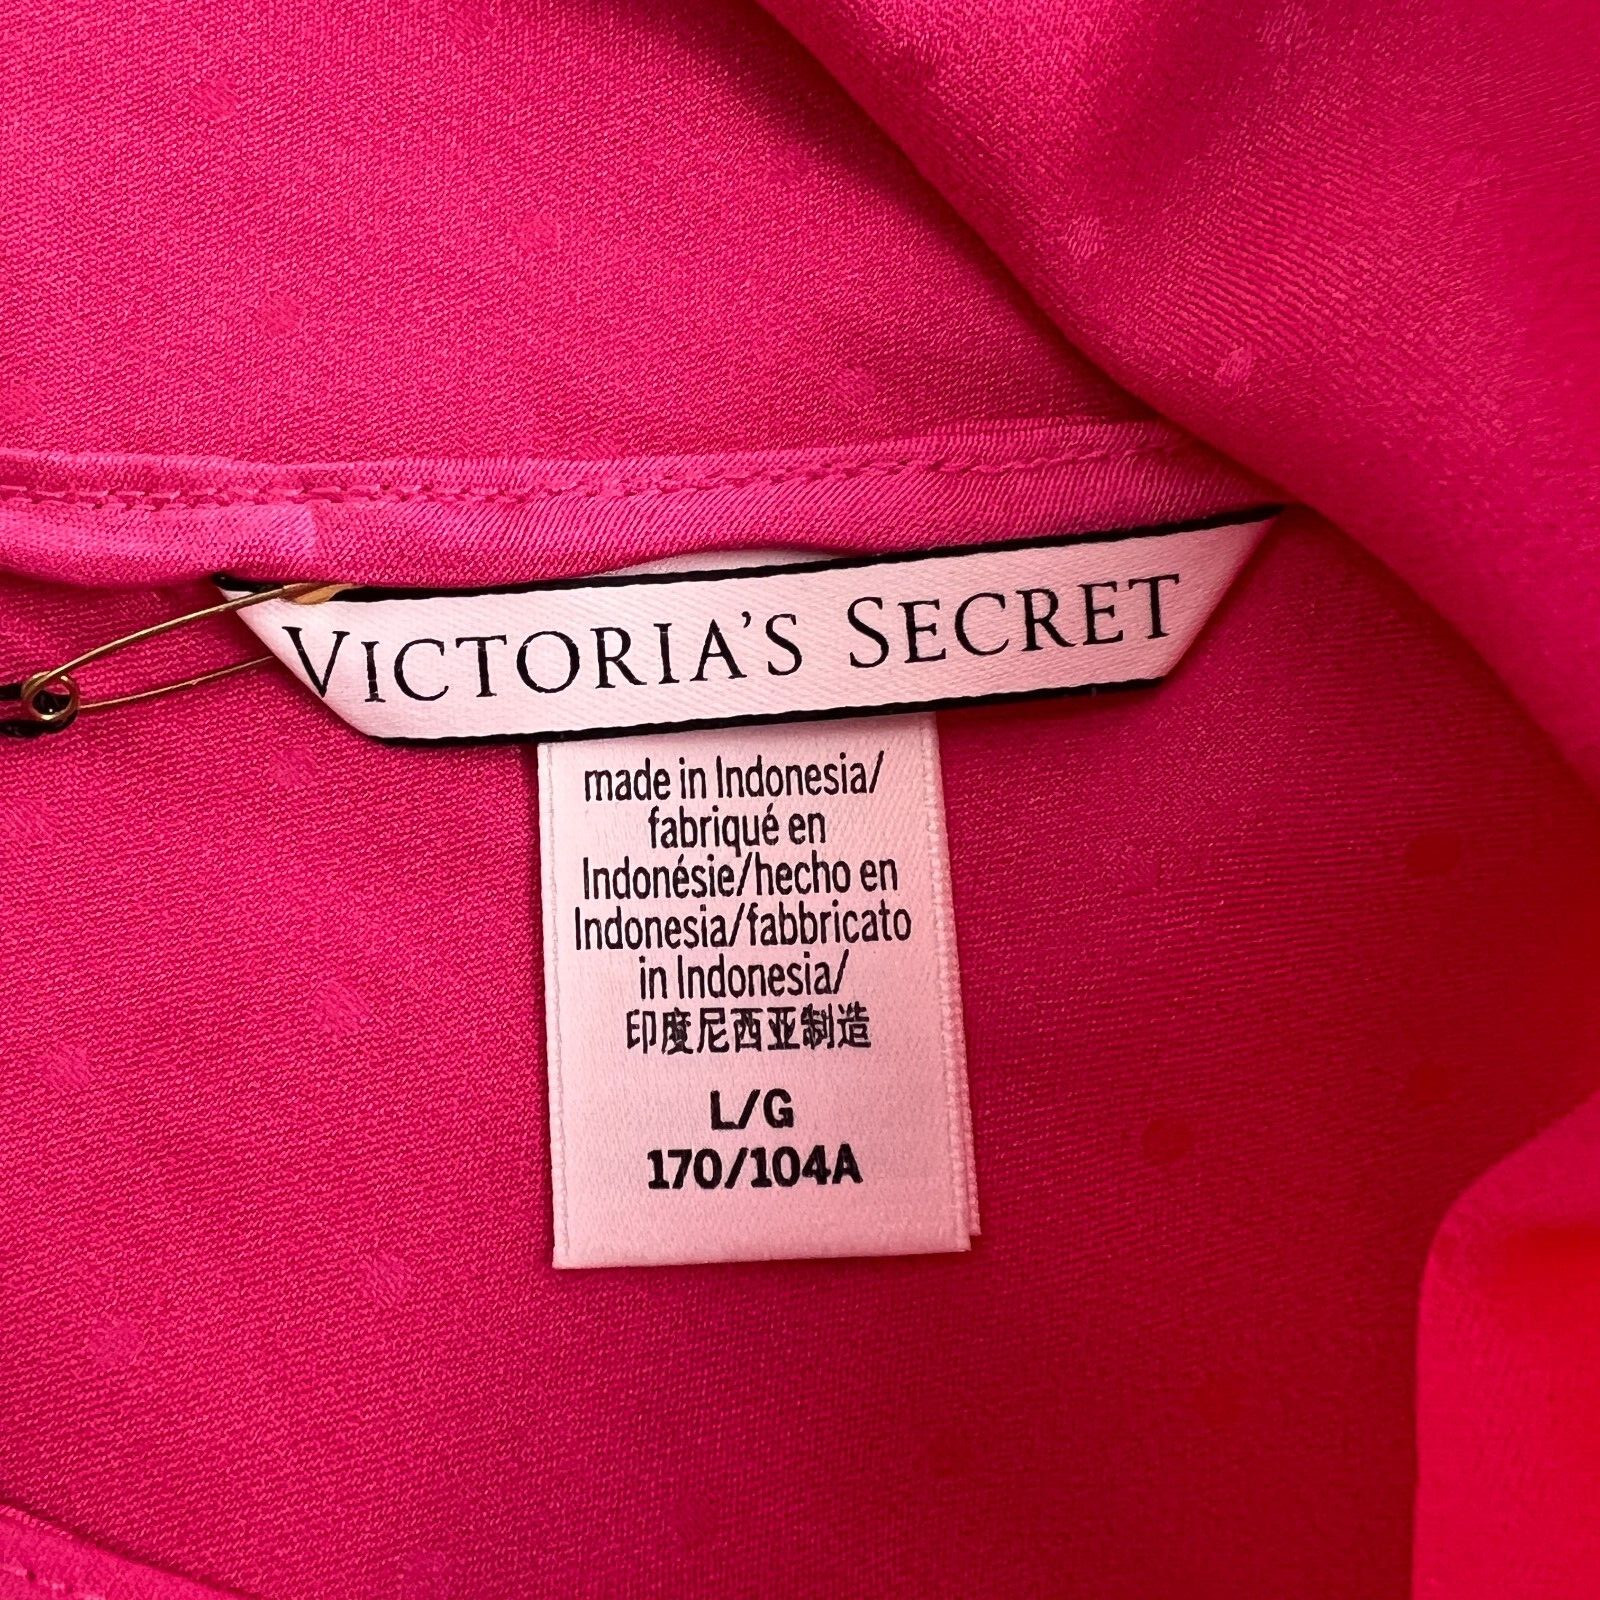 VICTORIA'S SECRET
made in Indonesia/
fabriqué en
Indonésie/hecho en
Indonesia/fabbricato
in Indonesia/
印度尼西亚制造
L/G
170/104A